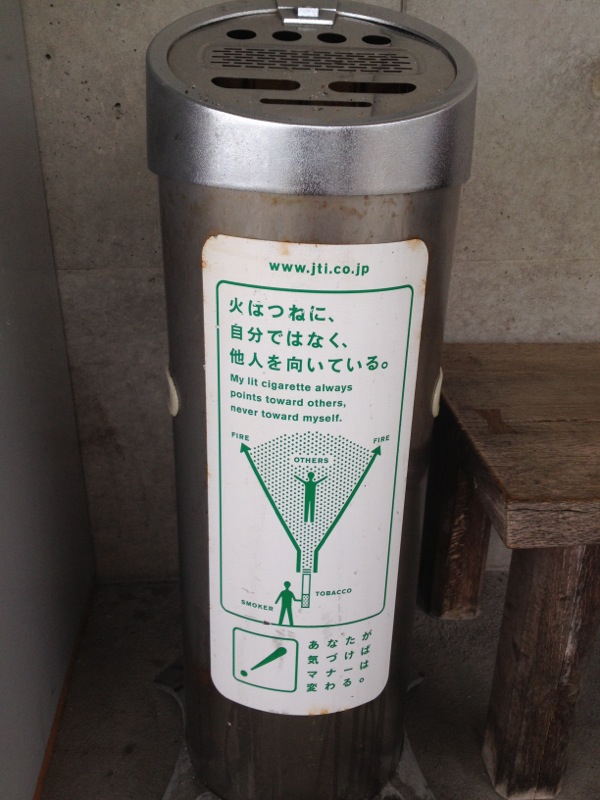 www.jti.co.jp
火はつねに、
自分ではなく、
他人を向いている。
My lit cigarette always
points toward others,
never toward myself.
FIRE
FIRE
OTHERS
TOBACCO
SMOKER
あなたが
気づけば
マナーは
変わる。